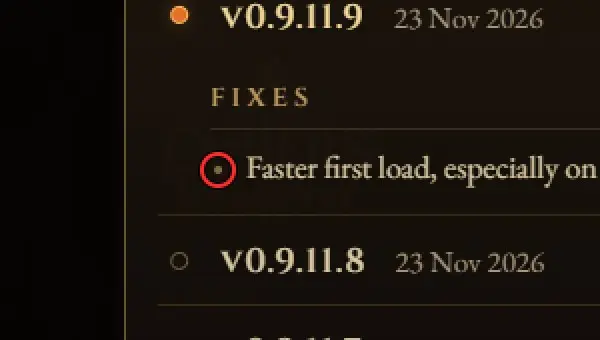 v0.9.11.9 23 Nov 2026
FIXES
Faster first load, especially on
v0.9.11.8 23 Nov 2026